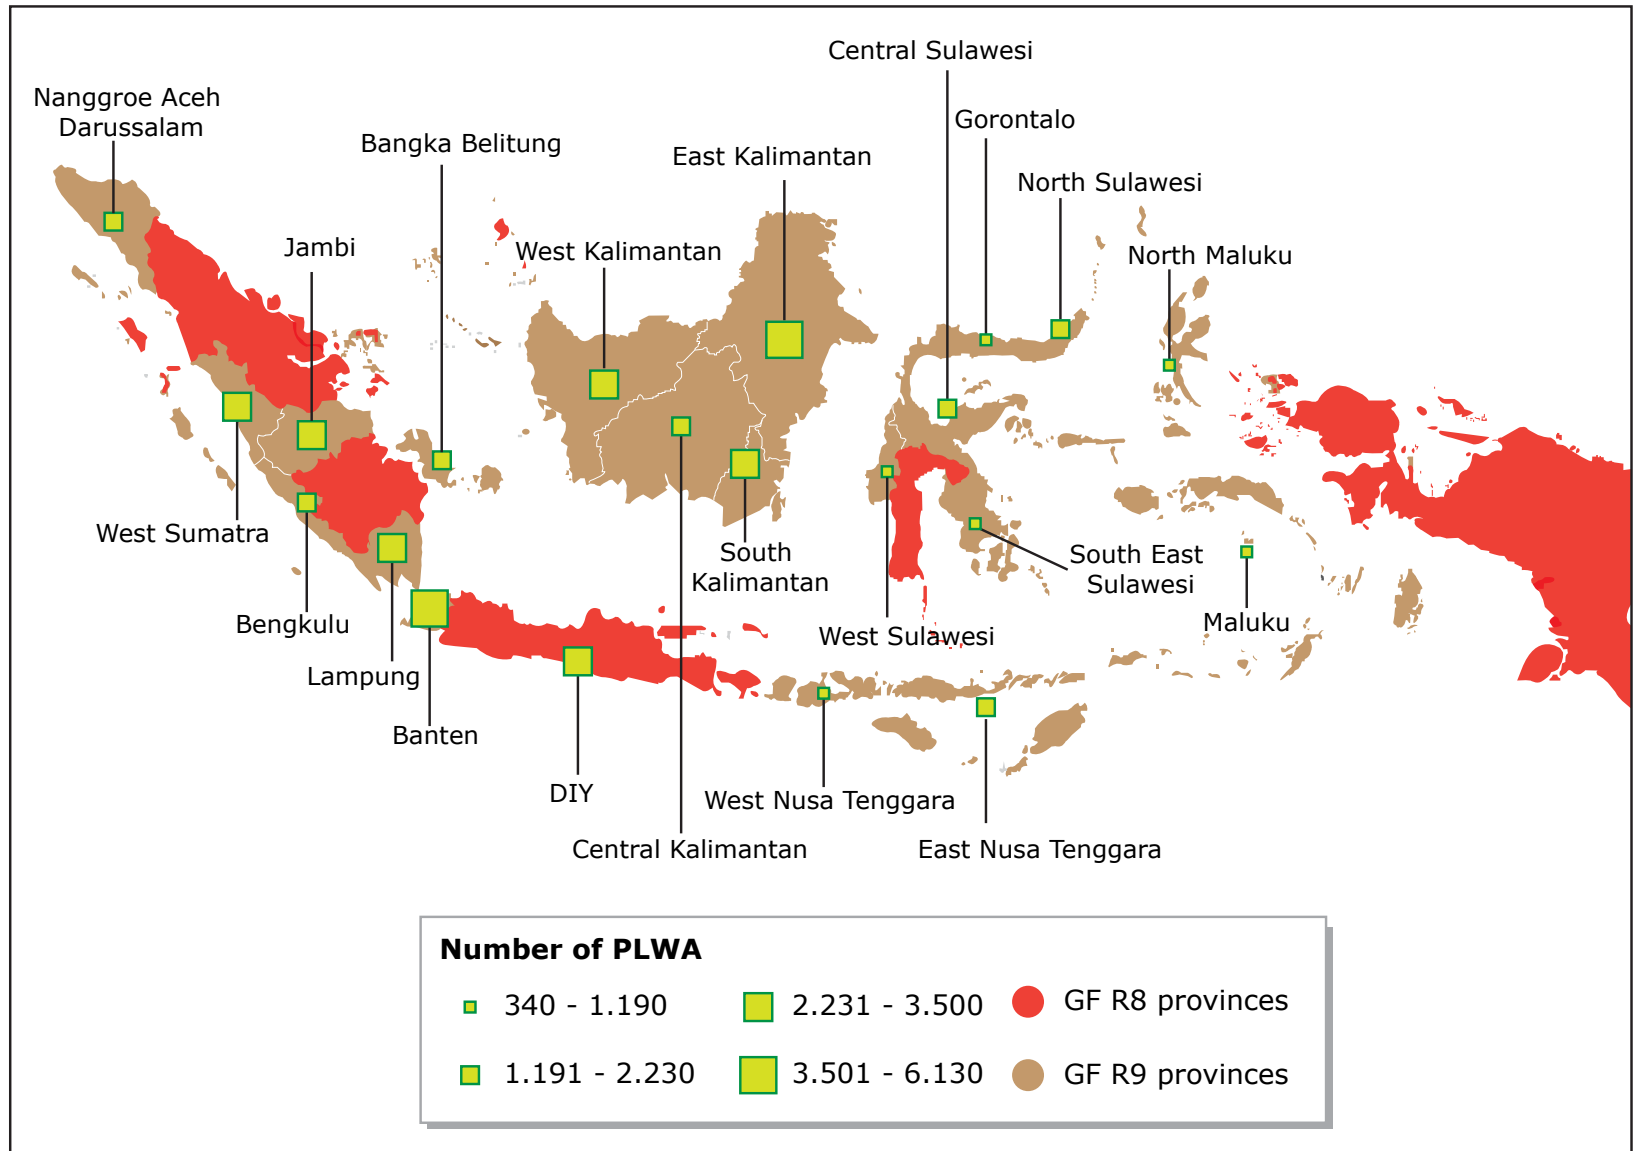 Central Sulawesi
Nanggroe Aceh
Darussalam
Gorontalo
Bangka Belitung
East Kalimantan
North Sulawesi
Jambi
West Kalimantan
North Maluku
West Sumatra
South
Kalimantan
South East
Sulawesi
Bengkulu
West Sulawesi
Maluku
Lampung
Banten
DIY
West Nusa Tenggara
Central Kalimantan
East Nusa Tenggara
Number of PLWA
340 - 1.190
2.231 - 3.500
GF R8 provinces
1.191 - 2.230
3.501 - 6.130
GF R9 provinces